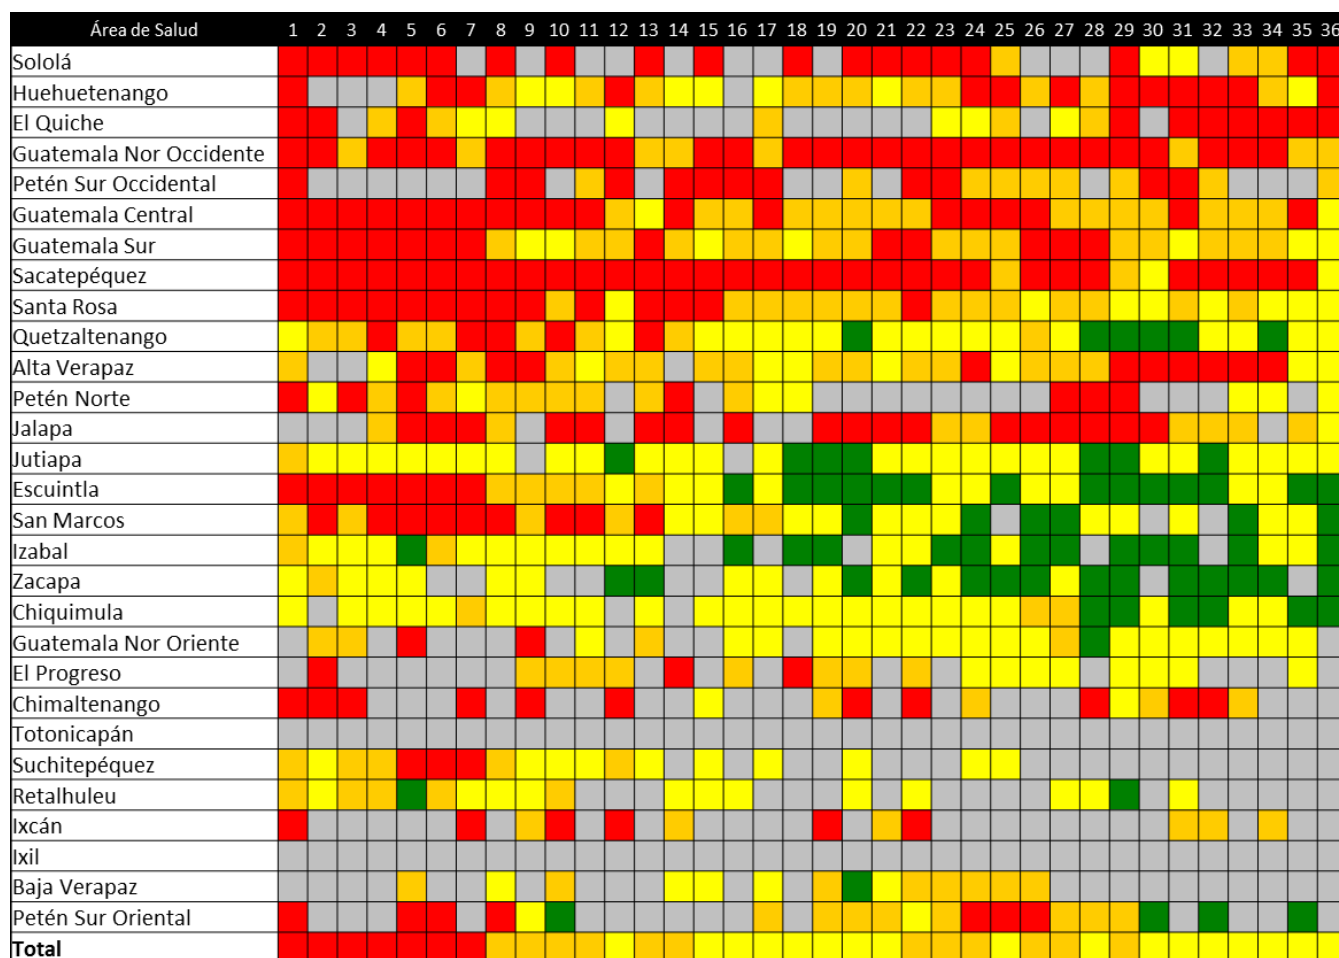 Área de Salud 1 2 3 4 5 6 7 8 9 10 11 12 13 14 15 16 17 18 19 20 21 22 23 24 25 26 27 28 29 30 31 32 33 34 35 36
Sololá
Huehuetenango
El Quiche
Guatemala Nor Occidente
Petén Sur Occidental
Guatemala Central
Guatemala Sur
Sacatepéquez
Santa Rosa
Quetzaltenango
Alta Verapaz
Petén Norte
Jalapa
Jutiapa
Escuintla
San Marcos
Izabal
Zacapa
Chiquimula
Guatemala Nor Oriente
El Progreso
Chimaltenango
Totonicapán
Suchitepéquez
Retalhuleu
Ixcán
Ixil
Baja Verapaz
Petén Sur Oriental
Total